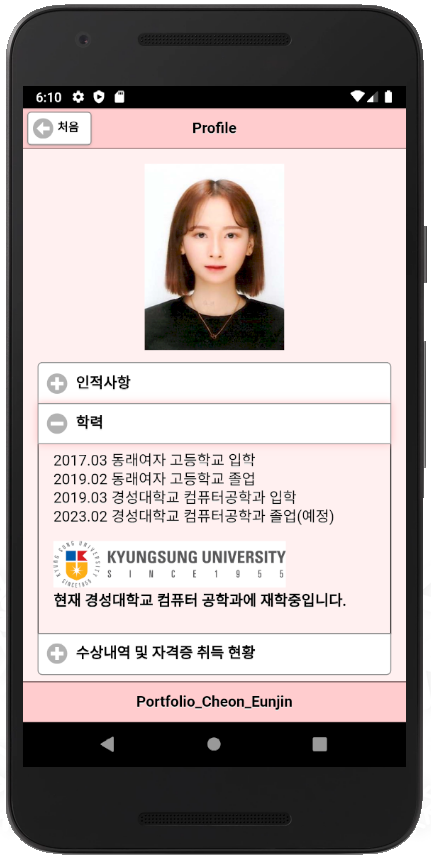 6:10
처음
Profile
인적사항
학력
2017.03 동래여자 고등학교 입학
2019.02 동래여자 고등학교 졸업
2019.03 경성대학교 컴퓨터공학과 입학
2023.02 경성대학교 컴퓨터공학과 졸업(예정)
KYUNG SUNG UNIVERSITY
SINCE 1955
KYUNGSUNG UNIVERSITY
S I N C E 1 9 5 5
현재 경성대학교 컴퓨터 공학과에 재학중입니다.
수상내역 및 자격증 취득 현황
Portfolio_Cheon_Eunjin